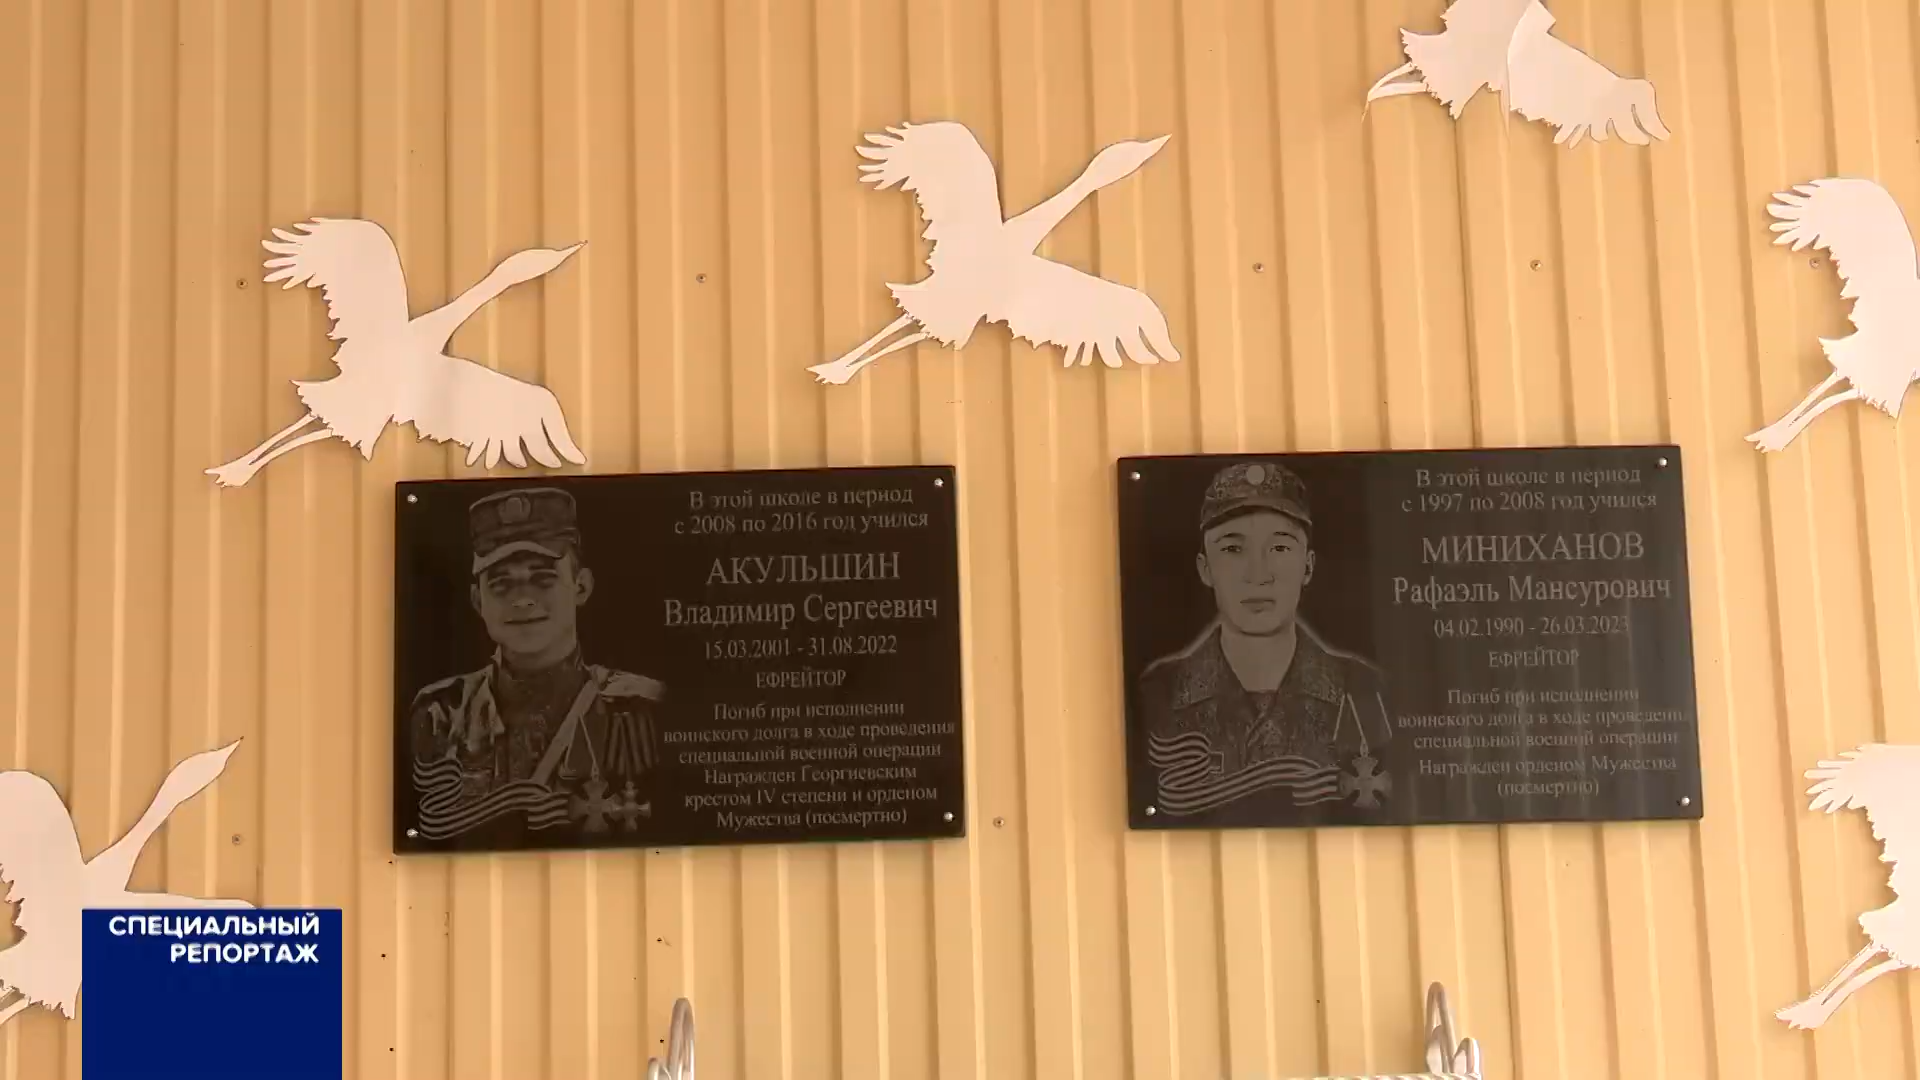 В этой школе в период
с 2008 по 2016 год учился
АКУЛЬШИН
Владимир Сергеевич
15.03.2001 - 31.08.2022
ЕФРЕЙТОР
Погиб при исполнении
воинского долга в ходе проведения
специальной военной операции
Награжден Георгиевским
крестом IV степени и орденом
Мужества (посмертно)
В этой школе в период
с 1997 по 2008 год учился
МИНИХАНОВ
Рафаэль Мансурович
04.02.1990 - 26.03.2023
ЕФРЕЙТОР
Погиб при исполнении
воинского долга в ходе проведения
специальной военной операции
Награжден орденом Мужества
(посмертно)
СПЕЦИАЛЬНЫЙ
РЕПОРТАЖ